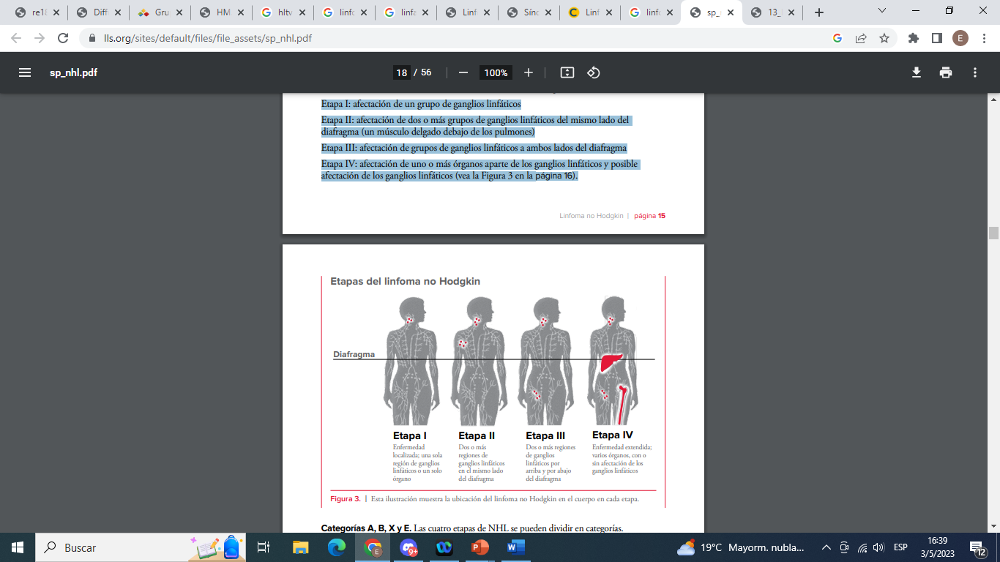 re18
Diff
Gru
HM
hltv
linfo
linfa
Linf
Sínc
Linf
linfo
sp_
13_
lls.org/sites/default/files/file_assets/sp_nhl.pdf
E
sp_nhl.pdf
18 / 56
100%
Etapa I: afectación de un grupo de ganglios linfáticos
Etapa II: afectación de dos o más grupos de ganglios linfáticos del mismo lado del
diafragma (un músculo delgado debajo de los pulmones)
Etapa III: afectación de grupos de ganglios linfáticos a ambos lados del diafragma
Etapa IV: afectación de uno o más órganos aparte de los ganglios linfáticos y posible
afectación de los ganglios linfáticos (vea la Figura 3 en la página 16).
Linfoma no Hodgkin | página 15
Etapas del linfoma no Hodgkin
Diafragma
Etapa I
Enfermedad
localizada; una sola
región de ganglios
linfáticos o un solo
órgano
Etapa II
Dos o más
regiones de
ganglios linfáticos
en el mismo lado
del diafragma
Etapa III
Dos o más regiones
de ganglios
linfáticos por
arriba y por abajo
del diafragma
Etapa IV
Enfermedad extendida;
varios órganos, con o
sin afectación de los
ganglios linfáticos
Figura 3. | Esta ilustración muestra la ubicación del linfoma no Hodgkin en el cuerpo en cada etapa.
Categorías A, B, X y E. Las cuatro etapas de NHL se pueden dividir en categorías.
Buscar
9+
19°C Mayorm. nubla...
ESP
16:39
3/5/2023
12